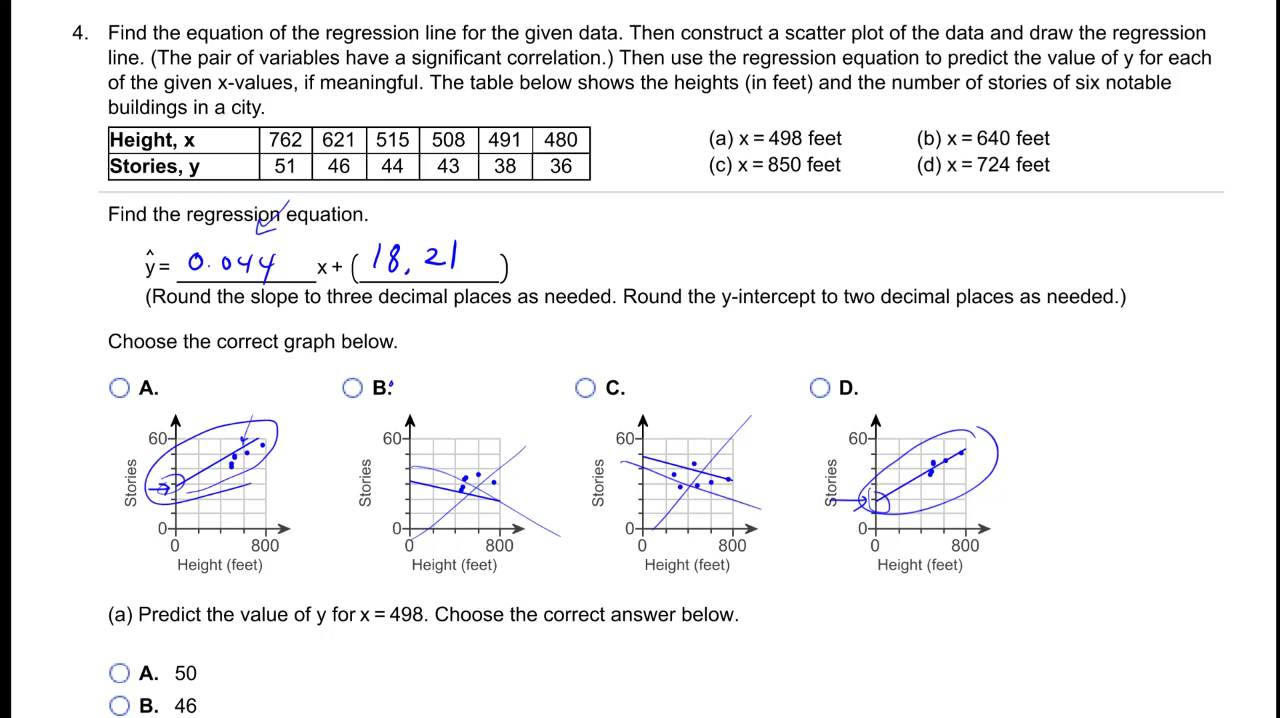 4. Find the equation of the regression line for the given data. Then construct a scatter plot of the data and draw the regression
line. (The pair of variables have a significant correlation.) Then use the regression equation to predict the value of y for each
of the given x-values, if meaningful. The table below shows the heights (in feet) and the number of stories of six notable
buildings in a city.
Height, x 762 621 515 508 491 480
Stories, y 51 46 44 43 38 36
(a) x = 498 feet (b) x = 640 feet
(c) x = 850 feet (d) x = 724 feet
Find the regression equation.
ŷ = 0.044 x + ( 18, 21 )
(Round the slope to three decimal places as needed. Round the y-intercept to two decimal places as needed.)
Choose the correct graph below.
A. B. C. D.
60 60 60 60
Stories Stories Stories Stories
0 0 0 0
0 800 0 800 0 800 0 800
Height (feet) Height (feet) Height (feet) Height (feet)
(a) Predict the value of y for x = 498. Choose the correct answer below.
A. 50
B. 46